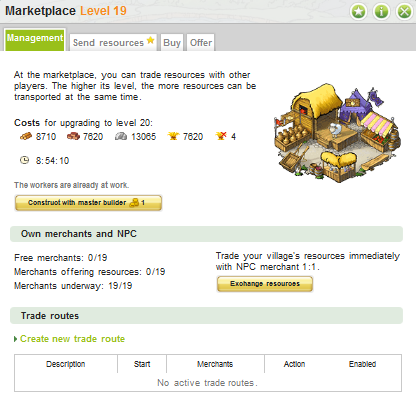 Marketplace Level 19
Management
Send resources
Buy
Offer
At the marketplace, you can trade resources with other
players. The higher its level, the more resources can be
transported at the same time.
Costs for upgrading to level 20:
8710 7620 13065 7620 4
8:54:10
The workers are already at work.
Construct with master builder 1
Own merchants and NPC
Free merchants: 0/19
Merchants offering resources: 0/19
Merchants underway: 19/19
Trade your village's resources immediately
with NPC merchant 1:1.
Exchange resources
Trade routes
Create new trade route
Description Start Merchants Action Enabled
No active trade routes.